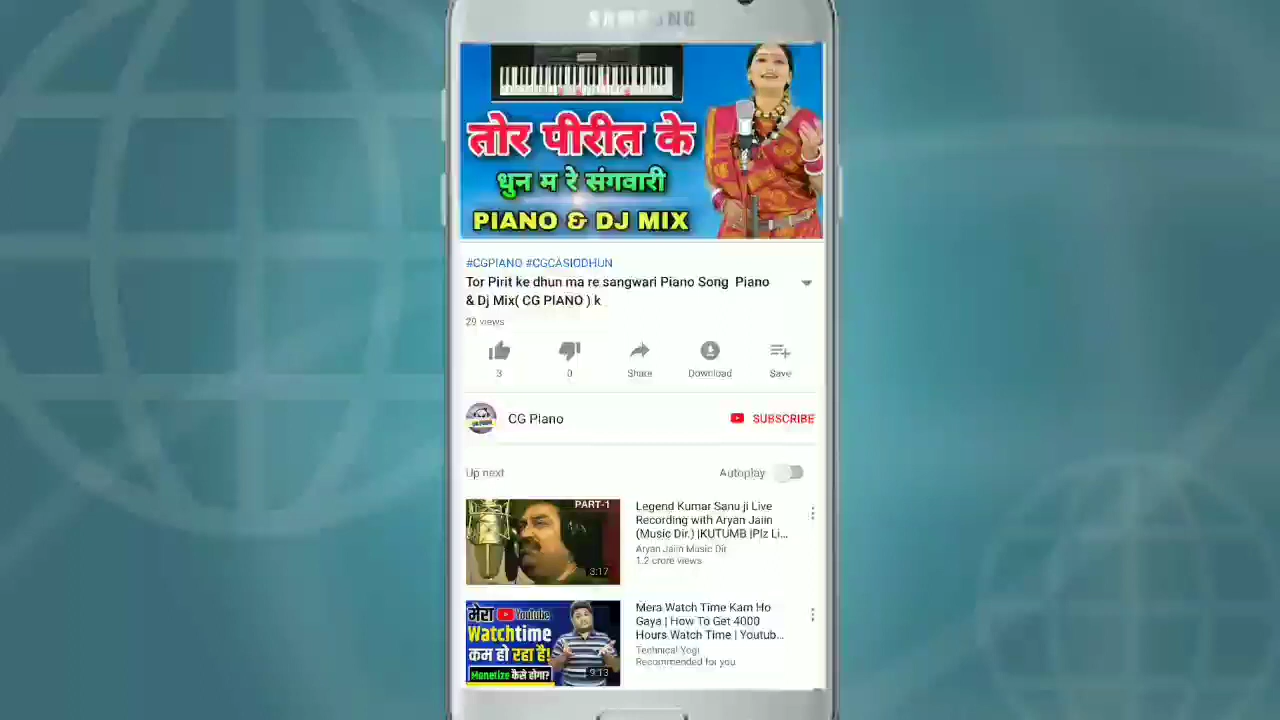 SAMSUNG
तोर पीरीत के
धुन म रे संगवारी
PIANO & DJ MIX
#CGPIANO #CGCASIODHUN
Tor Pirit ke dhun ma re sangwari Piano Song Piano
& Dj Mix( CG PIANO ) k
29 views
3
0
Share
Download
Save
CG Piano
SUBSCRIBE
Up next
Autoplay
PART-1
3:17
Legend Kumar Sanu ji Live
Recording with Aryan Jaiin
(Music Dir.) |KUTUMB |Plz Li...
Aryan Jaiin Music Dir
1.2 crore views
मेरा Youtube
Watchtime
कम हो रहा है!
Monetize कैसे होगा?
9:13
Mera Watch Time Kam Ho
Gaya | How To Get 4000
Hours Watch Time | Youtub...
Technical Yogi
Recommended for you